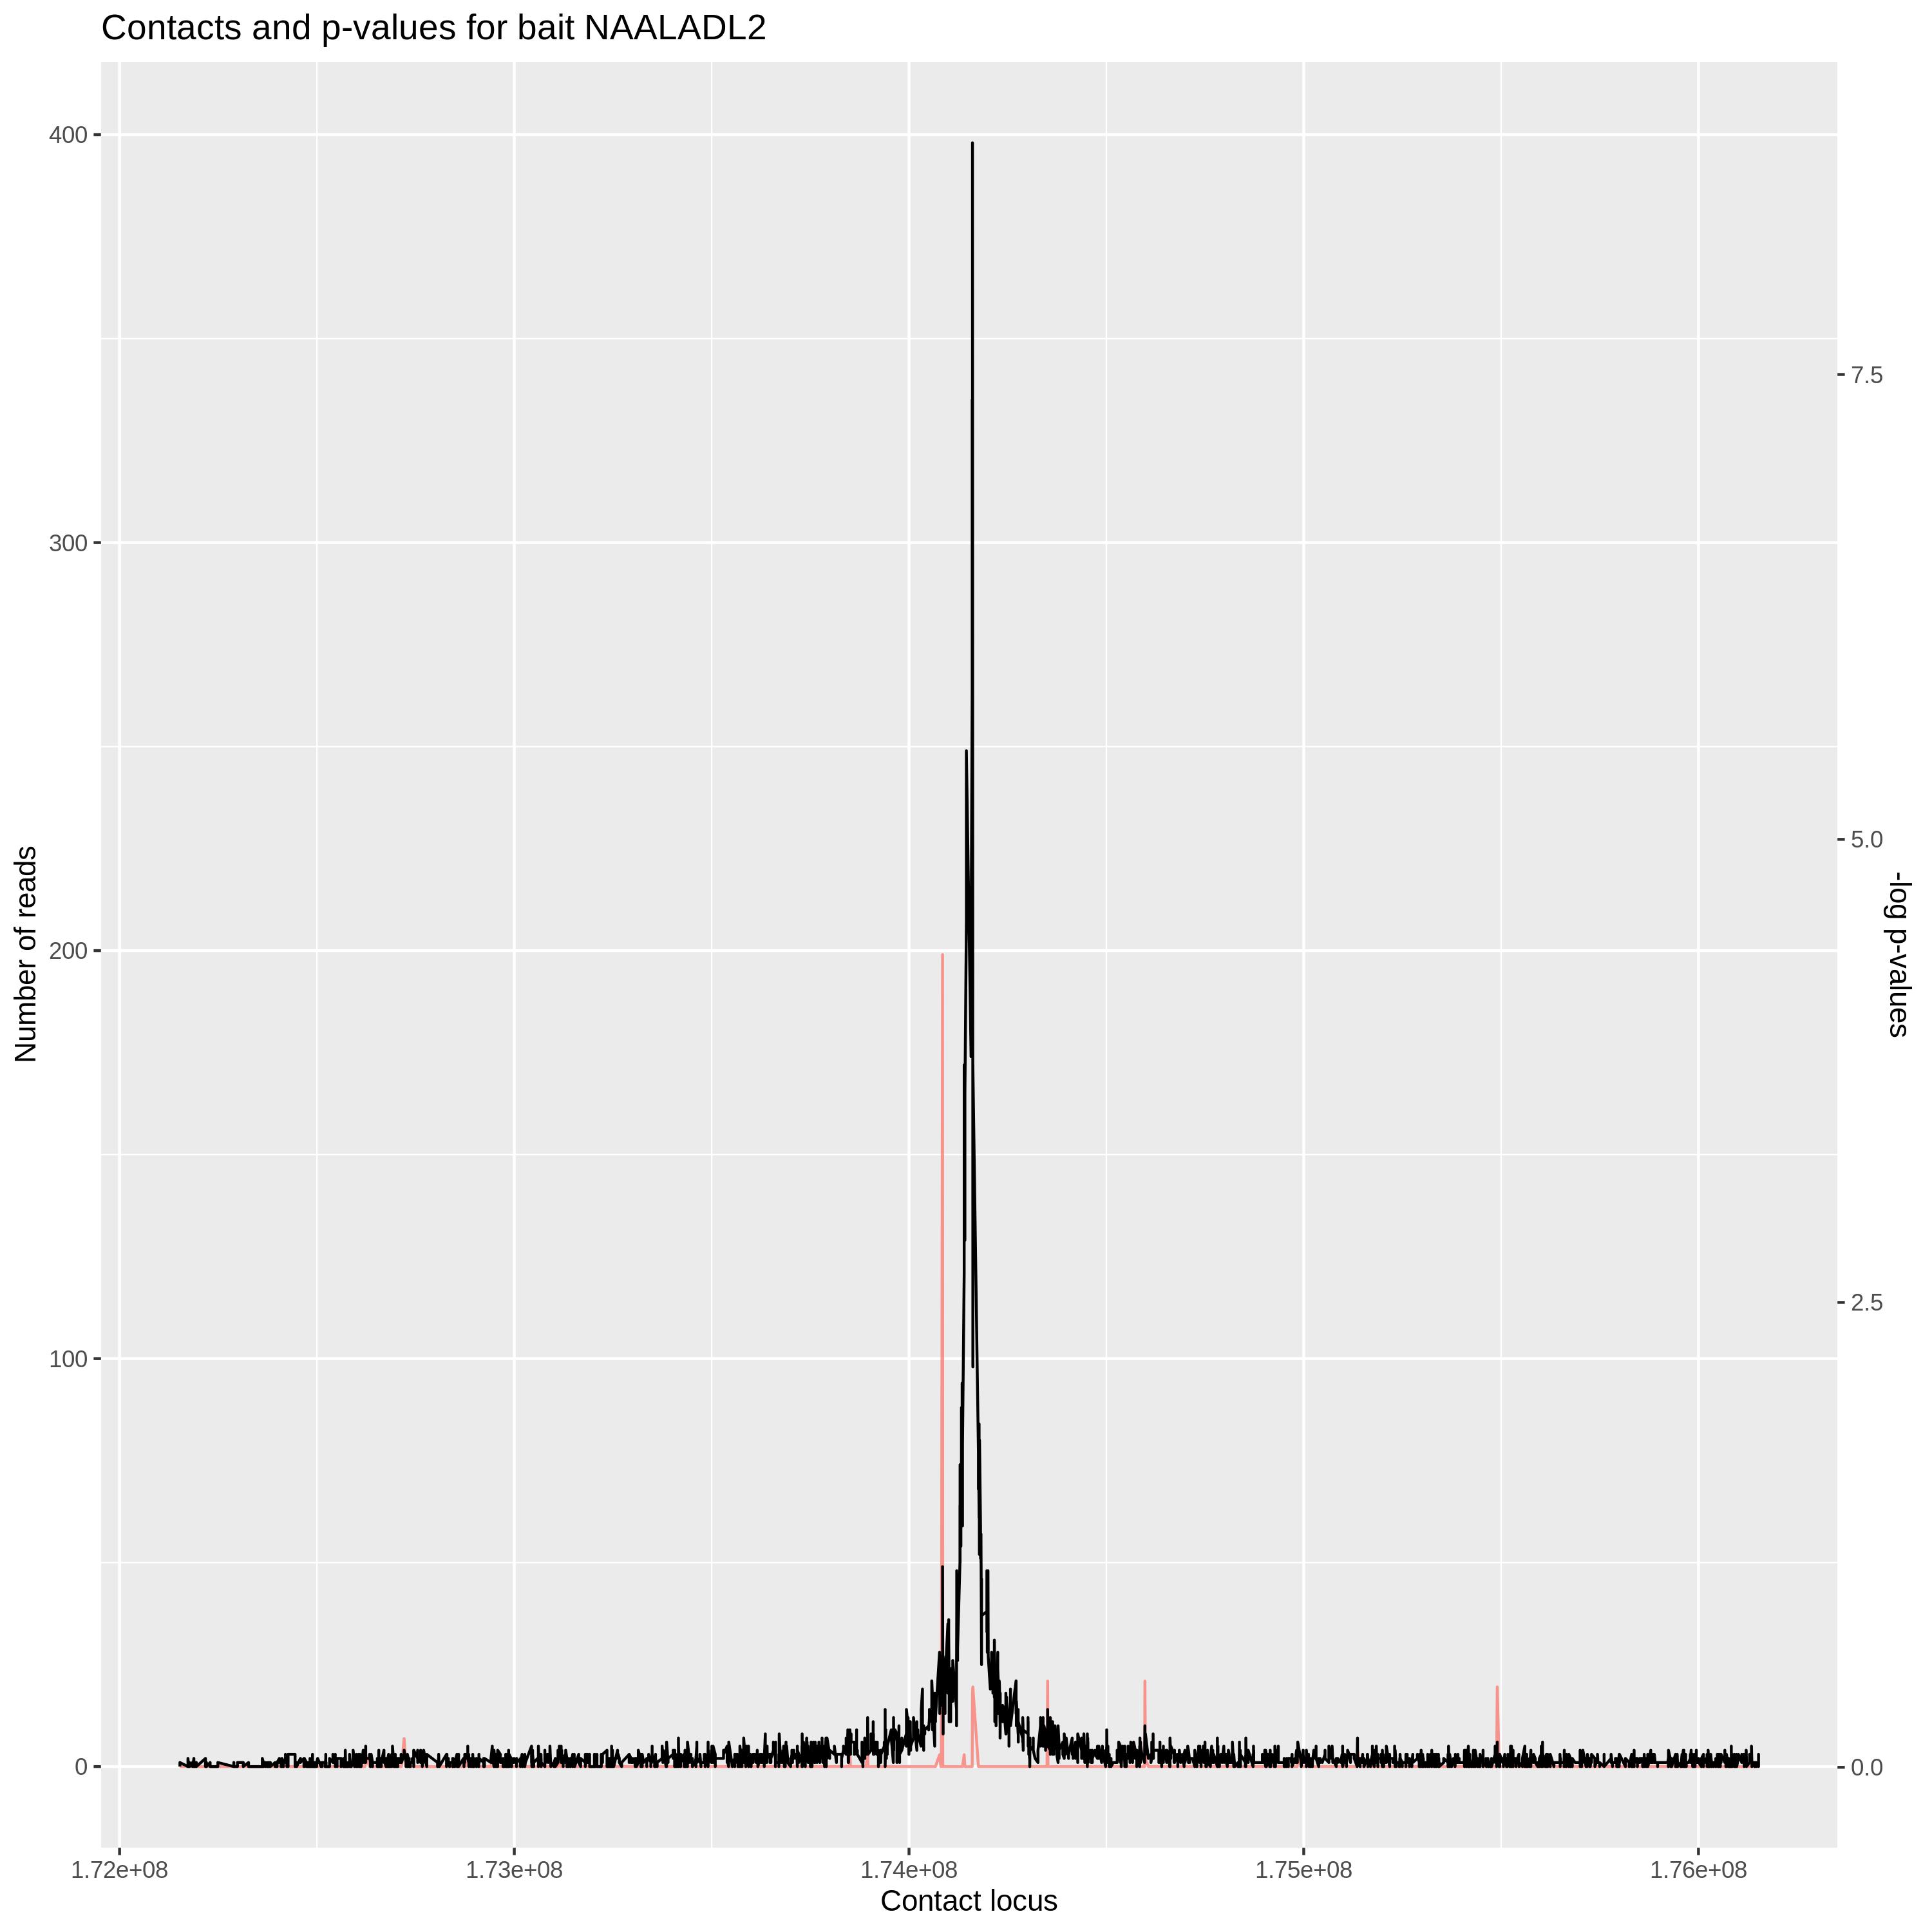 Contacts and p-values for bait NAALADL2
400
300
200
100
0
Number of reads
7.5
5.0
2.5
0.0
-log p-values
1.72e+08
1.73e+08
1.74e+08
1.75e+08
1.76e+08
Contact locus